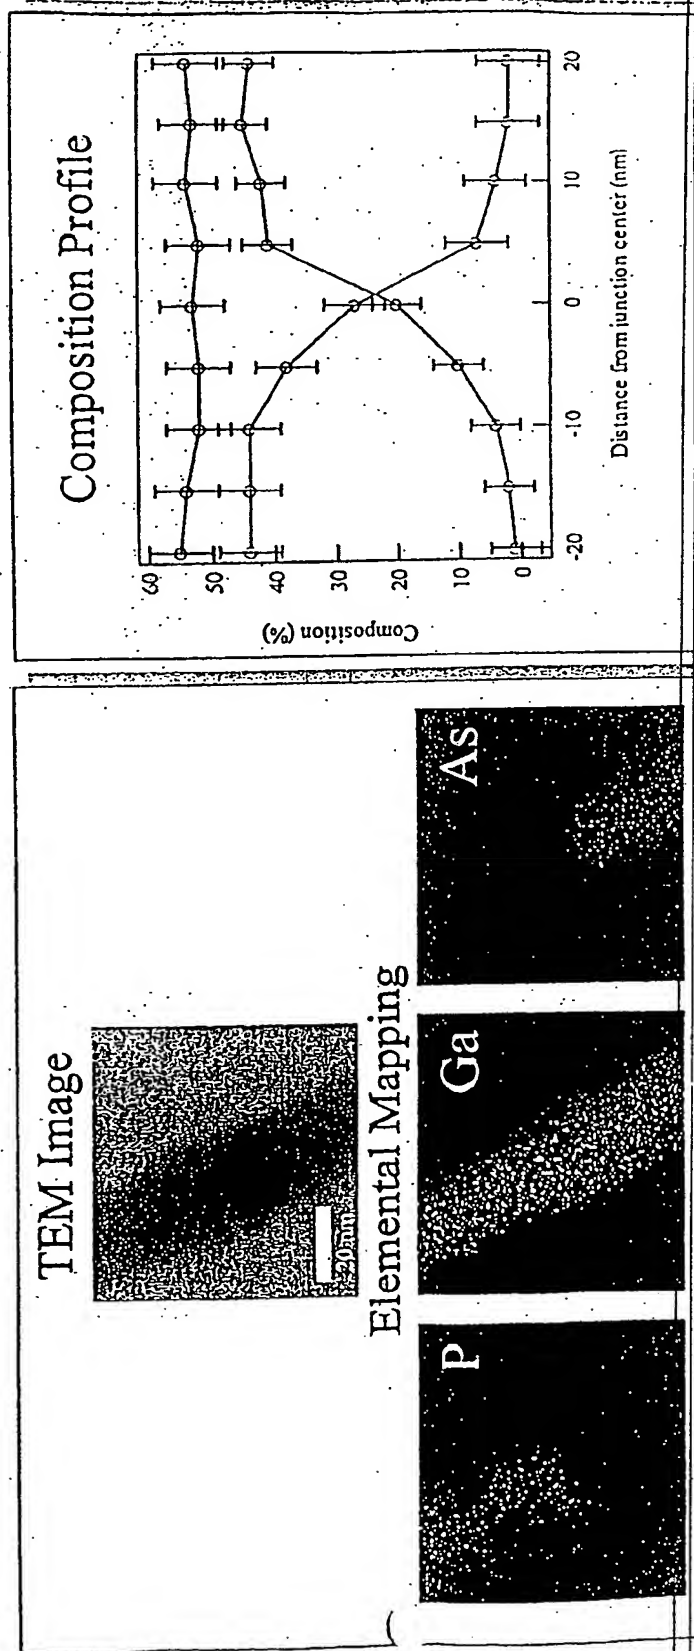 TEM Image
20nm
Elemental Mapping
P
Ga
As
Composition Profile
Composition (%)
60
50
40
30
20
10
0
-20
-10
0
10
20
Distance from junction center (nm)